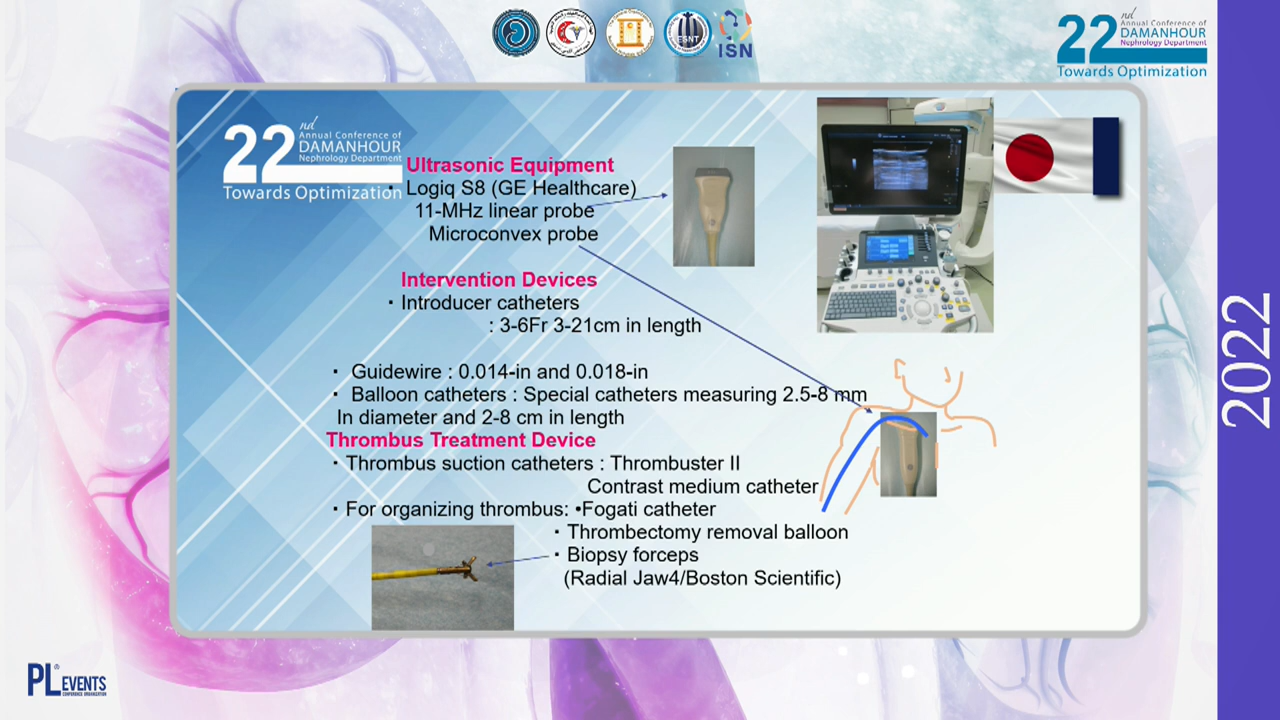 ESNT
ISN
22nd
Annual Conference of
DAMANHOUR
Nephrology Department
Towards Optimization
22nd
Annual Conference of
DAMANHOUR
Nephrology Department
Towards Optimization
Ultrasonic Equipment
・ Logiq S8 (GE Healthcare)
11-MHz linear probe
Microconvex probe
Intervention Devices
・ Introducer catheters
: 3-6Fr 3-21cm in length
・ Guidewire : 0.014-in and 0.018-in
・ Balloon catheters : Special catheters measuring 2.5-8 mm
In diameter and 2-8 cm in length
Thrombus Treatment Device
・ Thrombus suction catheters : Thrombuster II
Contrast medium catheter
・ For organizing thrombus: •Fogati catheter
・ Thrombectomy removal balloon
・ Biopsy forceps
(Radial Jaw4/Boston Scientific)
2022
PL® EVENTS
CONFERENCE ORGANIZATION